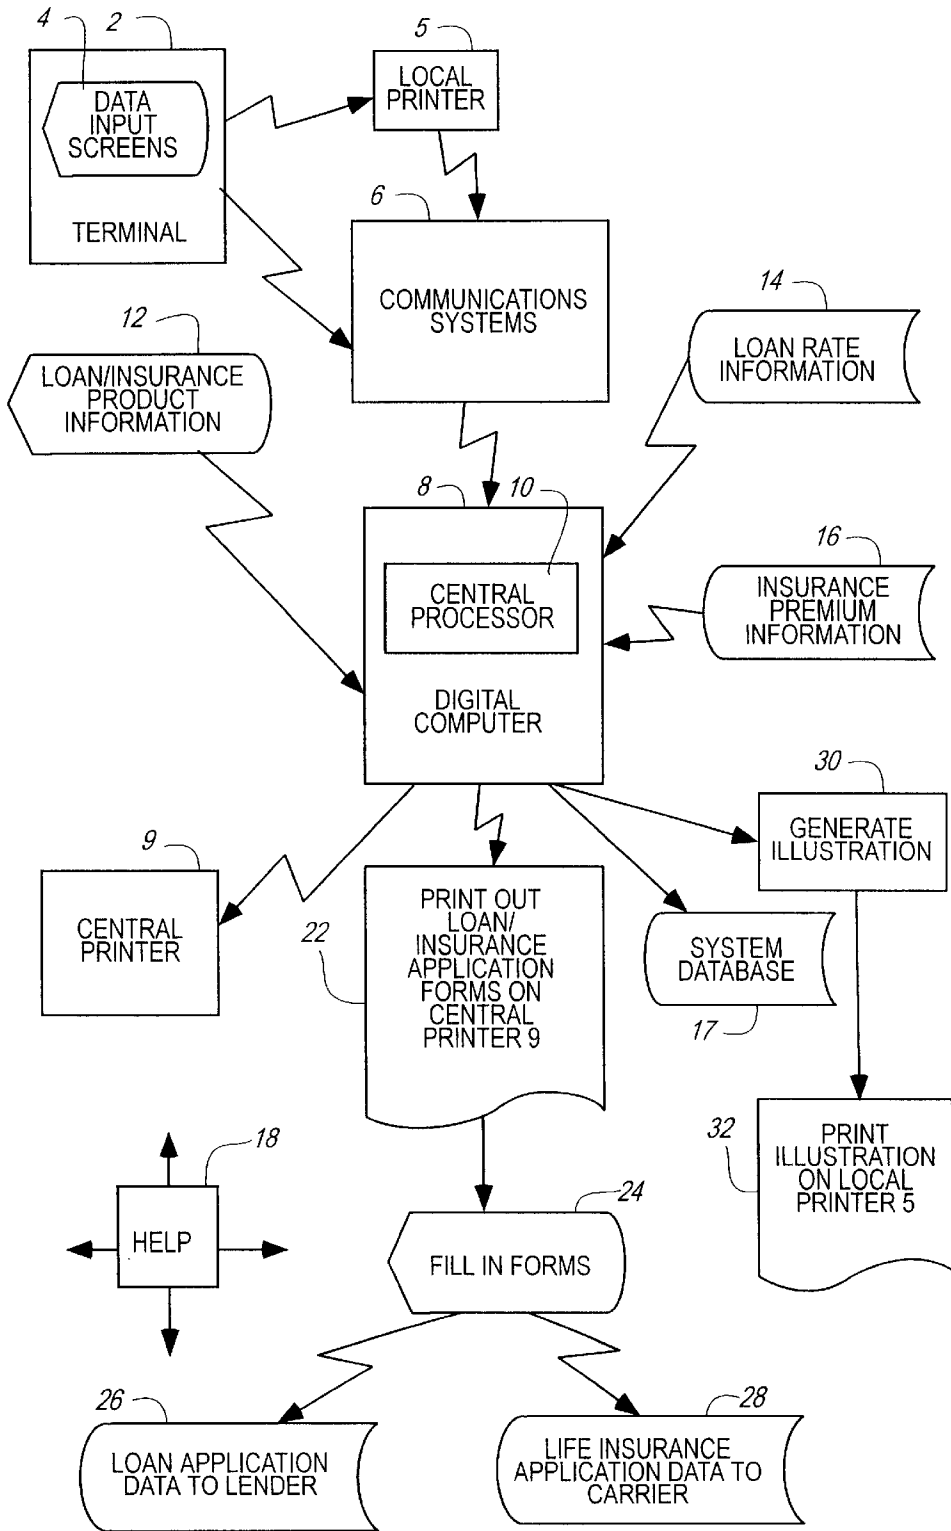 4
2
5
DATA
INPUT
SCREENS
TERMINAL
LOCAL
PRINTER
6
COMMUNICATIONS
SYSTEMS
12
LOAN/INSURANCE
PRODUCT
INFORMATION
14
LOAN RATE
INFORMATION
8
10
CENTRAL
PROCESSOR
DIGITAL
COMPUTER
16
INSURANCE
PREMIUM
INFORMATION
30
GENERATE
ILLUSTRATION
9
CENTRAL
PRINTER
22
PRINT OUT
LOAN/
INSURANCE
APPLICATION
FORMS ON
CENTRAL
PRINTER 9
SYSTEM
DATABASE
17
32
PRINT
ILLUSTRATION
ON LOCAL
PRINTER 5
18
HELP
24
FILL IN FORMS
26
LOAN APPLICATION
DATA TO LENDER
28
LIFE INSURANCE
APPLICATION DATA TO
CARRIER